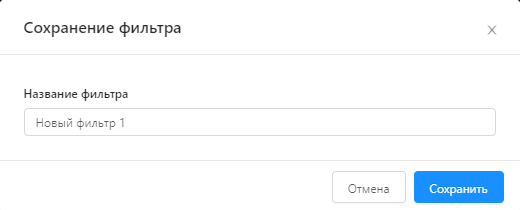 Сохранение фильтра
Название фильтра
Новый фильтр 1
Отмена
Сохранить